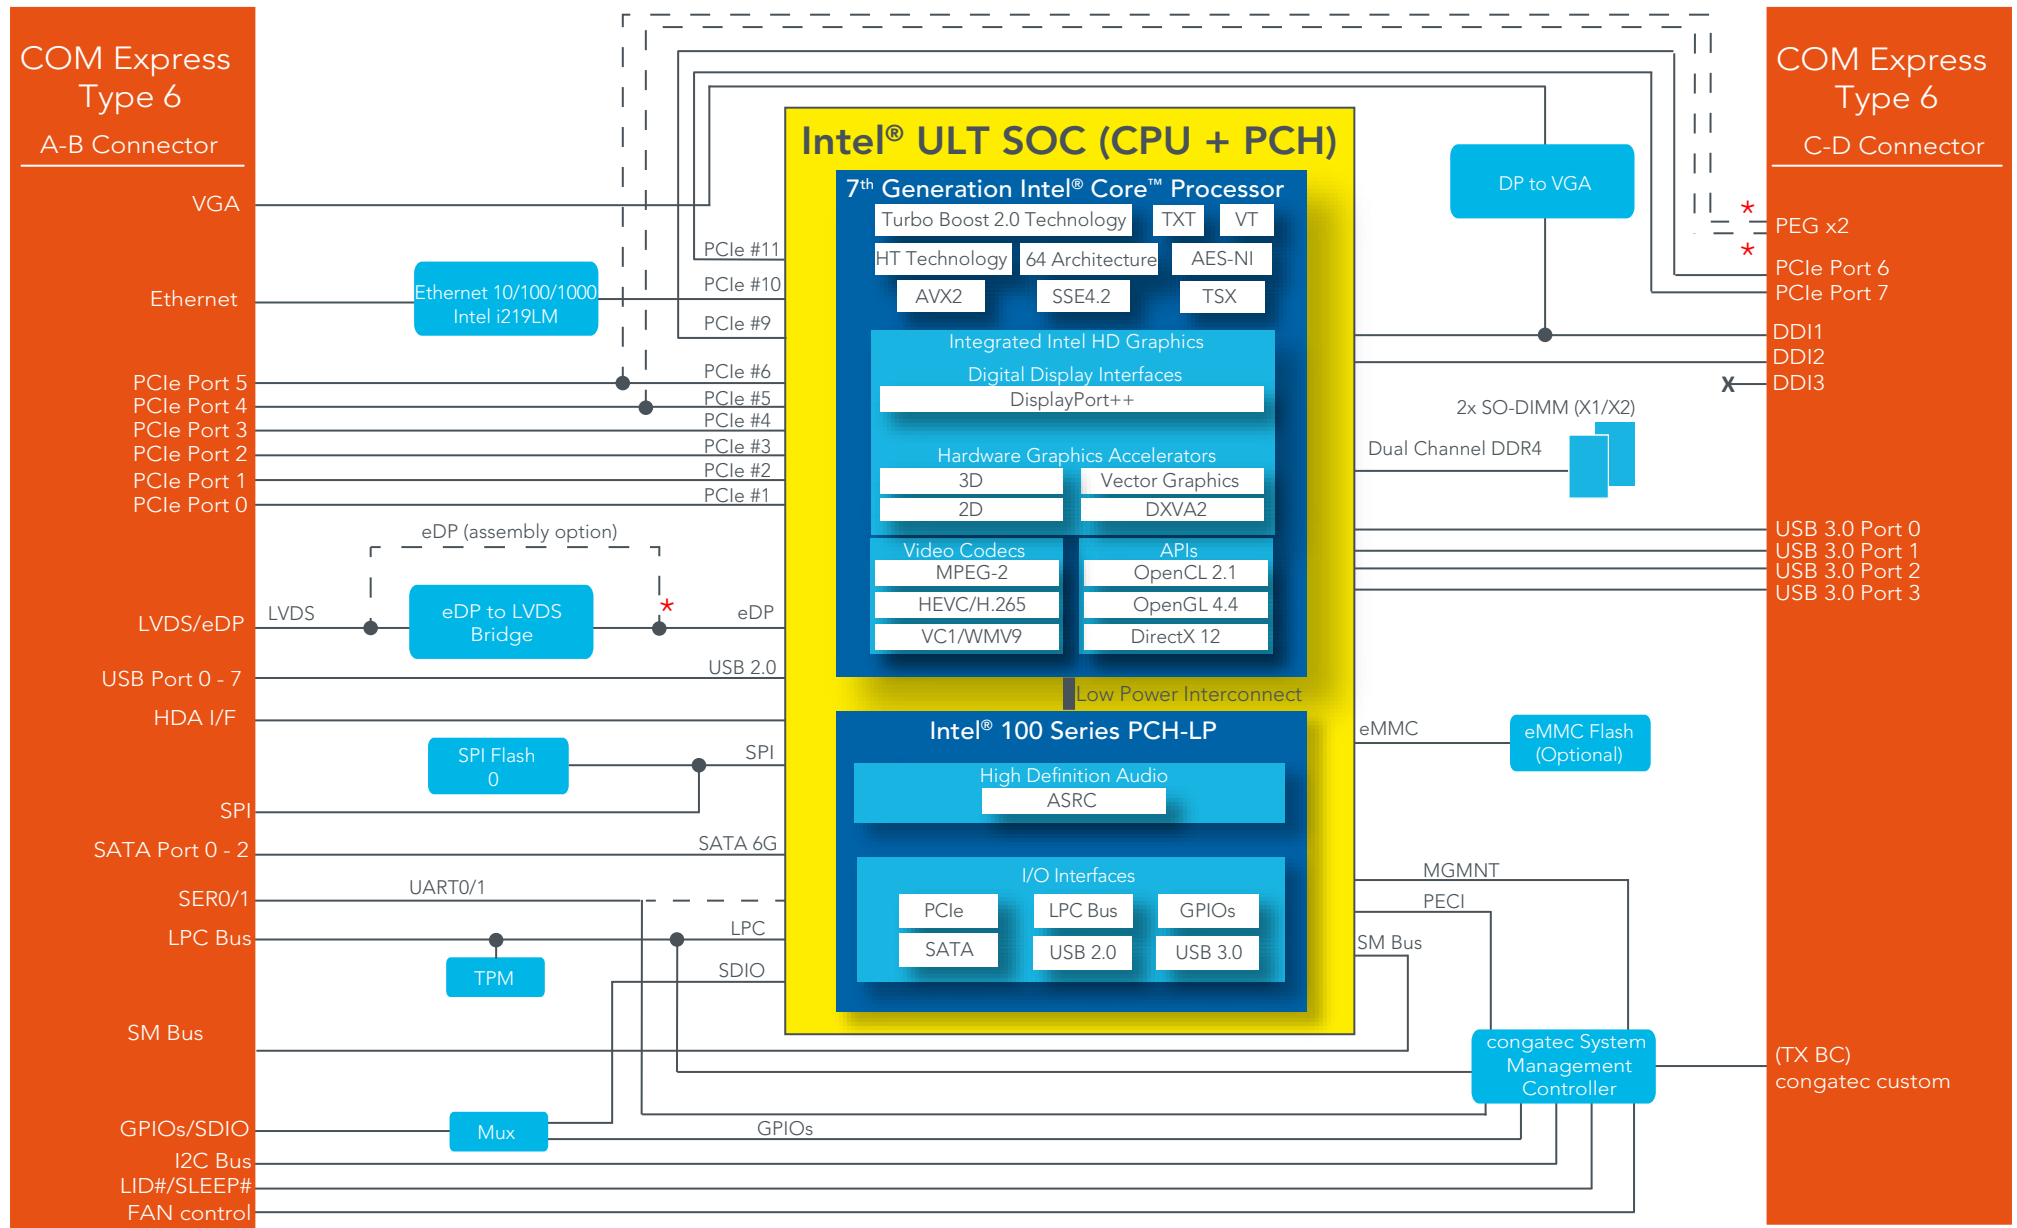 COM Express
Type 6
A-B Connector
VGA
Ethernet
PCIe Port 5
PCIe Port 4
PCIe Port 3
PCIe Port 2
PCIe Port 1
PCIe Port 0
LVDS/eDP
USB Port 0 - 7
HDA I/F
SPI
SATA Port 0 - 2
SER0/1
LPC Bus
SM Bus
GPIOs/SDIO
I2C Bus
LID#/SLEEP#
FAN control
Ethernet 10/100/1000
Intel i219LM
eDP (assembly option)
LVDS
eDP to LVDS
Bridge
*
eDP
USB 2.0
SPI Flash
0
SPI
SATA 6G
UART0/1
LPC
TPM
SDIO
Mux
GPIOs
PCIe #11
PCIe #10
PCIe #9
PCIe #6
PCIe #5
PCIe #4
PCIe #3
PCIe #2
PCIe #1
Intel® ULT SOC (CPU + PCH)
7th Generation Intel® Core™ Processor
Turbo Boost 2.0 Technology
TXT
VT
HT Technology
64 Architecture
AES-NI
AVX2
SSE4.2
TSX
Integrated Intel HD Graphics
Digital Display Interfaces
DisplayPort++
Hardware Graphics Accelerators
3D
Vector Graphics
2D
DXVA2
Video Codecs
MPEG-2
HEVC/H.265
VC1/WMV9
APIs
OpenCL 2.1
OpenGL 4.4
DirectX 12
Low Power Interconnect
Intel® 100 Series PCH-LP
High Definition Audio
ASRC
I/O Interfaces
PCIe
LPC Bus
GPIOs
SATA
USB 2.0
USB 3.0
DP to VGA
2x SO-DIMM (X1/X2)
Dual Channel DDR4
eMMC
eMMC Flash
(Optional)
MGMNT
PECI
SM Bus
congatec System
Management
Controller
COM Express
Type 6
C-D Connector
*
PEG x2
*
PCIe Port 6
PCIe Port 7
DDI1
DDI2
X
DDI3
USB 3.0 Port 0
USB 3.0 Port 1
USB 3.0 Port 2
USB 3.0 Port 3
(TX BC)
congatec custom